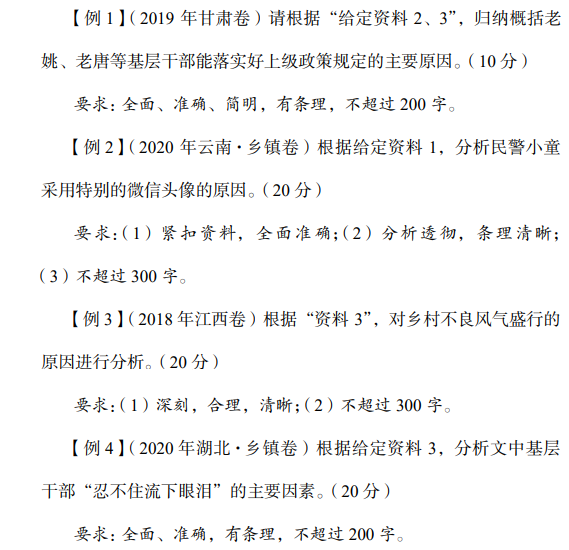 【例 1】（2019 年甘肃卷）请根据“给定资料 2、3”，归纳概括老
姚、老唐等基层干部能落实好上级政策规定的主要原因。（10 分）
要求：全面、准确、简明，有条理，不超过 200 字。
【例 2】（2020 年云南·乡镇卷）根据给定资料 1，分析民警小童
采用特别的微信头像的原因。（20 分）
要求：（1）紧扣资料，全面准确；（2）分析透彻，条理清晰；
（3）不超过 300 字。
【例 3】（2018 年江西卷）根据“资料 3”，对乡村不良风气盛行的
原因进行分析。（20 分）
要求：（1）深刻，合理，清晰；（2）不超过 300 字。
【例 4】（2020 年湖北·乡镇卷）根据给定资料 3，分析文中基层
干部“忍不住流下眼泪”的主要因素。（20 分）
要求：全面、准确，有条理，不超过 200 字。